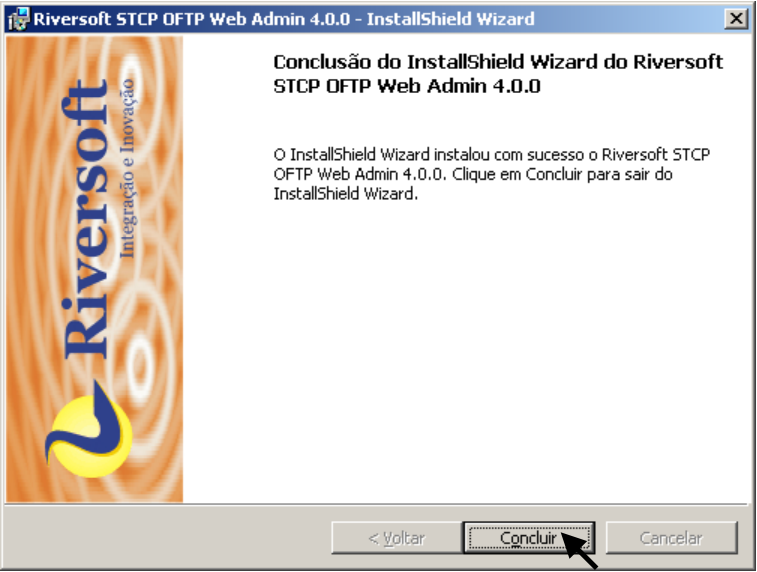 Riversoft STCP OFTP Web Admin 4.0.0 - InstallShield Wizard
Riversoft
Integração e Inovação
Conclusão do InstallShield Wizard do Riversoft
STCP OFTP Web Admin 4.0.0
O InstallShield Wizard instalou com sucesso o Riversoft STCP
OFTP Web Admin 4.0.0. Clique em Concluir para sair do
InstallShield Wizard.
< Voltar
Concluir
Cancelar